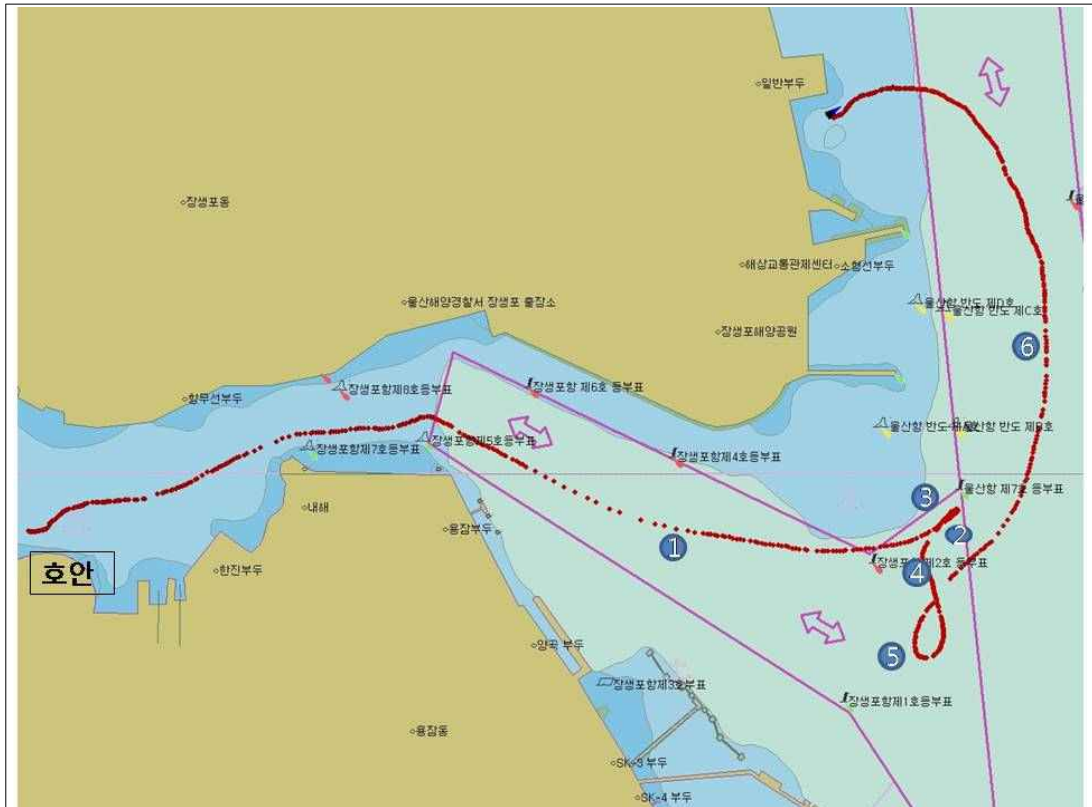 일반부두
장생포동
해상교통관제센터
소형선부두
울산해양경찰서 장생포 출장소
울산항 반도 제D호
울산항 반도 제C호
장생포해양공원
6
장생포항제8호등부표
장생포항 제6호 등부표
항무선부두
장생포항제7호등부표
장생포항제5호등부표
울산항 반도
장생포항제4호등부표
울산항 제7호 등부표
3
내해
용잠부두
2
1
장생포항제2호 등부표
4
호안
한진부두
양곡 부두
5
장생포항제3호부표
장생포항제1호등부표
용잠동
SK-3 부두
SK-4 부두